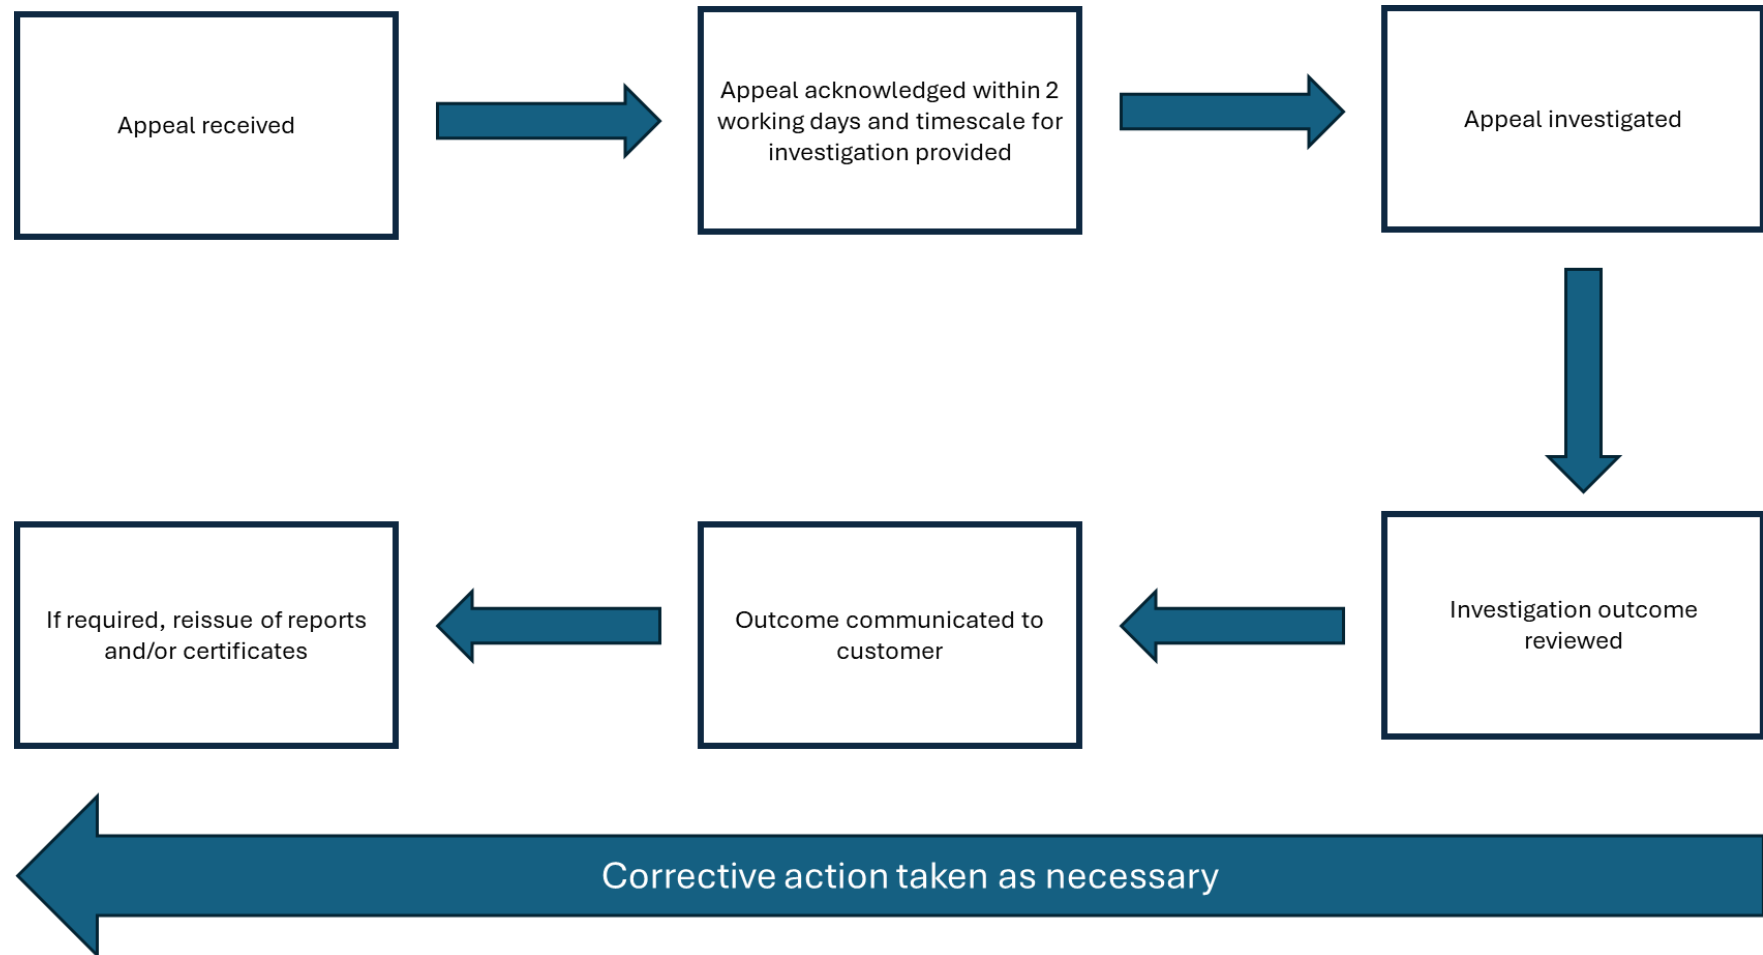 Appeal received
Appeal acknowledged within 2
working days and timescale for
investigation provided
Appeal investigated
Investigation outcome
reviewed
Outcome communicated to
customer
If required, reissue of reports
and/or certificates
Corrective action taken as necessary